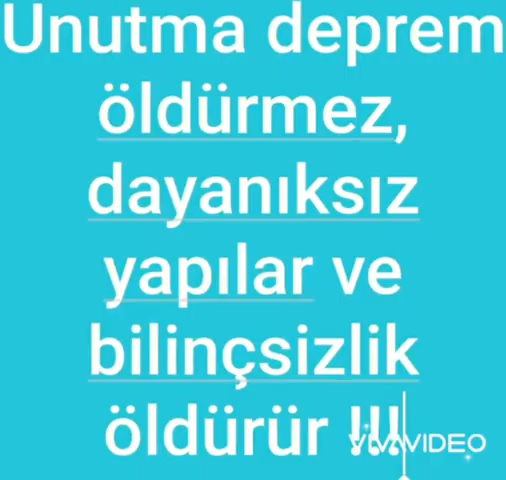 Unutma deprem
öldürmez,
dayanıksız
yapılar ve
bilinçsizlik
öldürür !!!
VIVAVIDEO